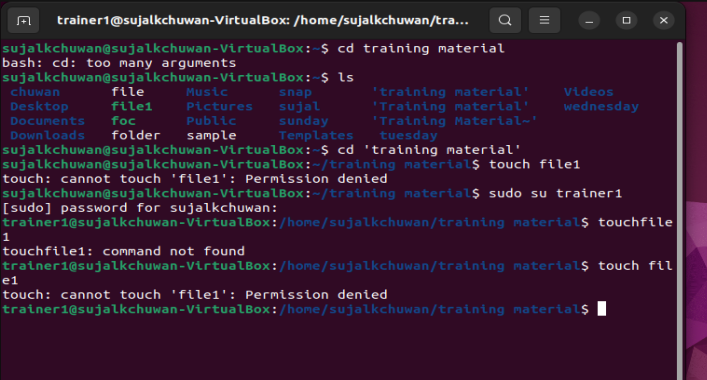 trainer1@sujalkchuwan-VirtualBox: /home/sujalkchuwan/tra...
sujalkchuwan@sujalkchuwan-VirtualBox:~$ cd training material
bash: cd: too many arguments
sujalkchuwan@sujalkchuwan-VirtualBox:~$ ls
chuwan file Music snap 'training material' Videos
Desktop file1 Pictures sujal 'Training material' wednesday
Documents foc Public sunday 'Training Material~'
Downloads folder sample Templates tuesday
sujalkchuwan@sujalkchuwan-VirtualBox:~$ cd 'training material'
sujalkchuwan@sujalkchuwan-VirtualBox:~/training material$ touch file1
touch: cannot touch 'file1': Permission denied
sujalkchuwan@sujalkchuwan-VirtualBox:~/training material$ sudo su trainer1
[sudo] password for sujalkchuwan:
trainer1@sujalkchuwan-VirtualBox:/home/sujalkchuwan/training material$ touchfile
1
touchfile1: command not found
trainer1@sujalkchuwan-VirtualBox:/home/sujalkchuwan/training material$ touch fil
e1
touch: cannot touch 'file1': Permission denied
trainer1@sujalkchuwan-VirtualBox:/home/sujalkchuwan/training material$